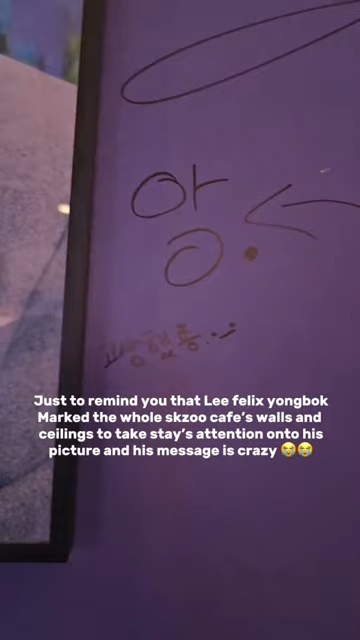 앙.
Just to remind you that Lee felix yongbok
Marked the whole skzoo cafe’s walls and
ceilings to take stay’s attention onto his
picture and his message is crazy 😭😭